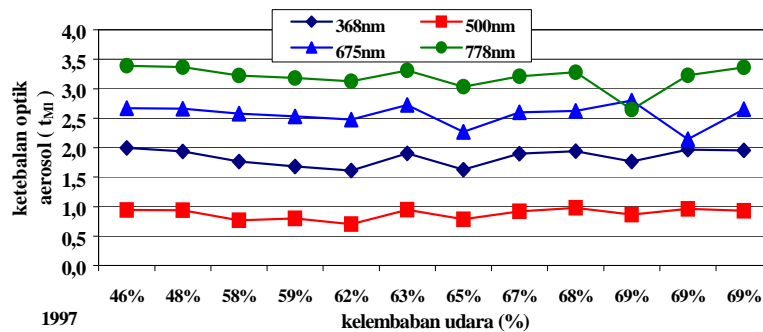 368nm 500nm
675nm 778nm
ketebalan optik
aerosol ( tMI )
4,0
3,5
3,0
2,5
2,0
1,5
1,0
0,5
0,0
46% 48% 58% 59% 62% 63% 65% 67% 68% 69% 69% 69%
1997
kelembaban udara (%)